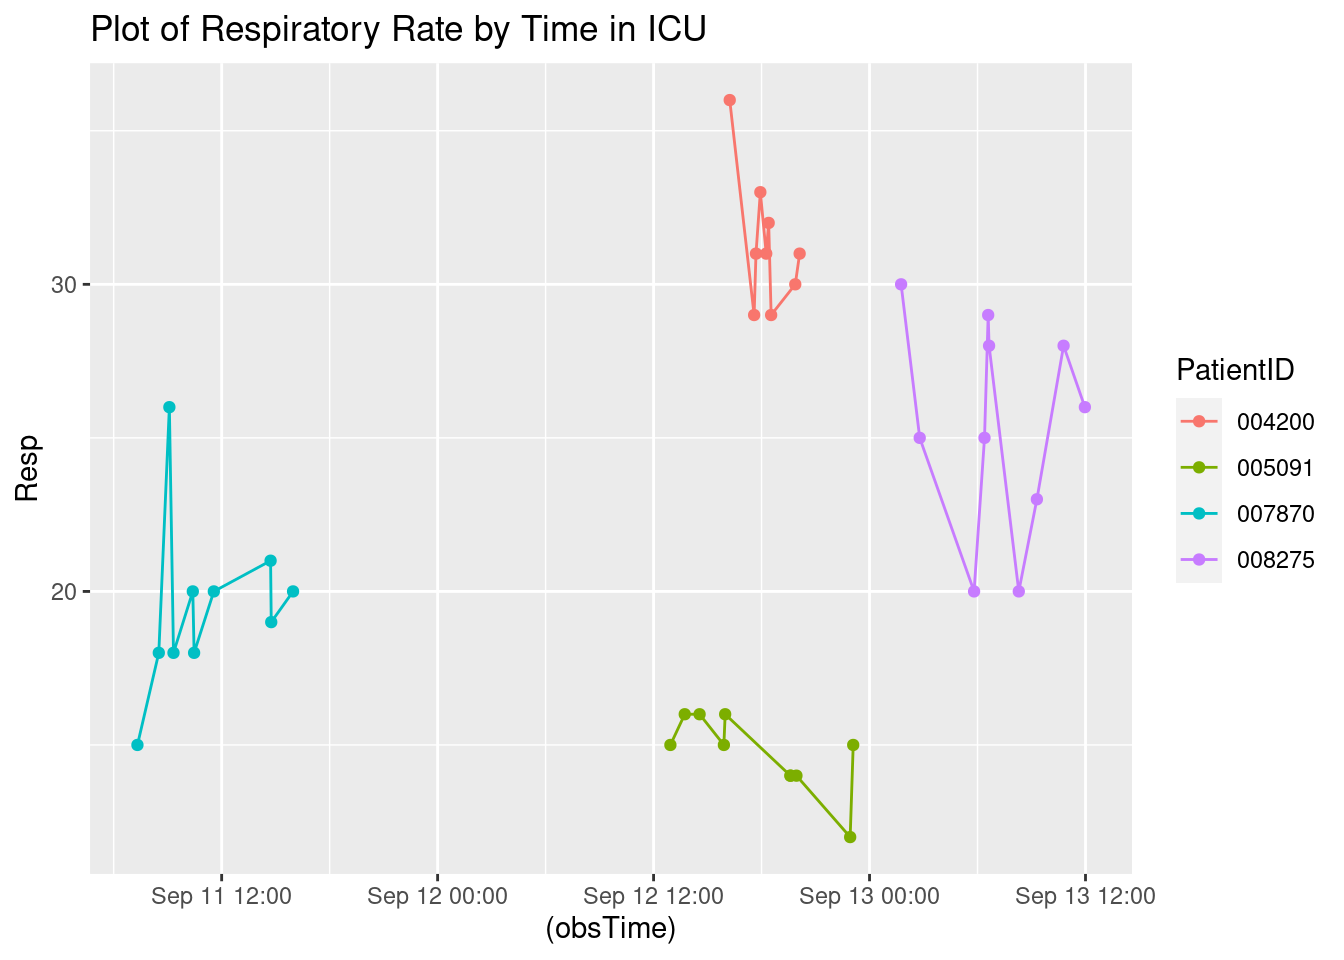 Plot of Respiratory Rate by Time in ICU
Resp
30
20
Sep 11 12:00
Sep 12 00:00
Sep 12 12:00
Sep 13 00:00
Sep 13 12:00
(obsTime)
PatientID
004200
005091
007870
008275